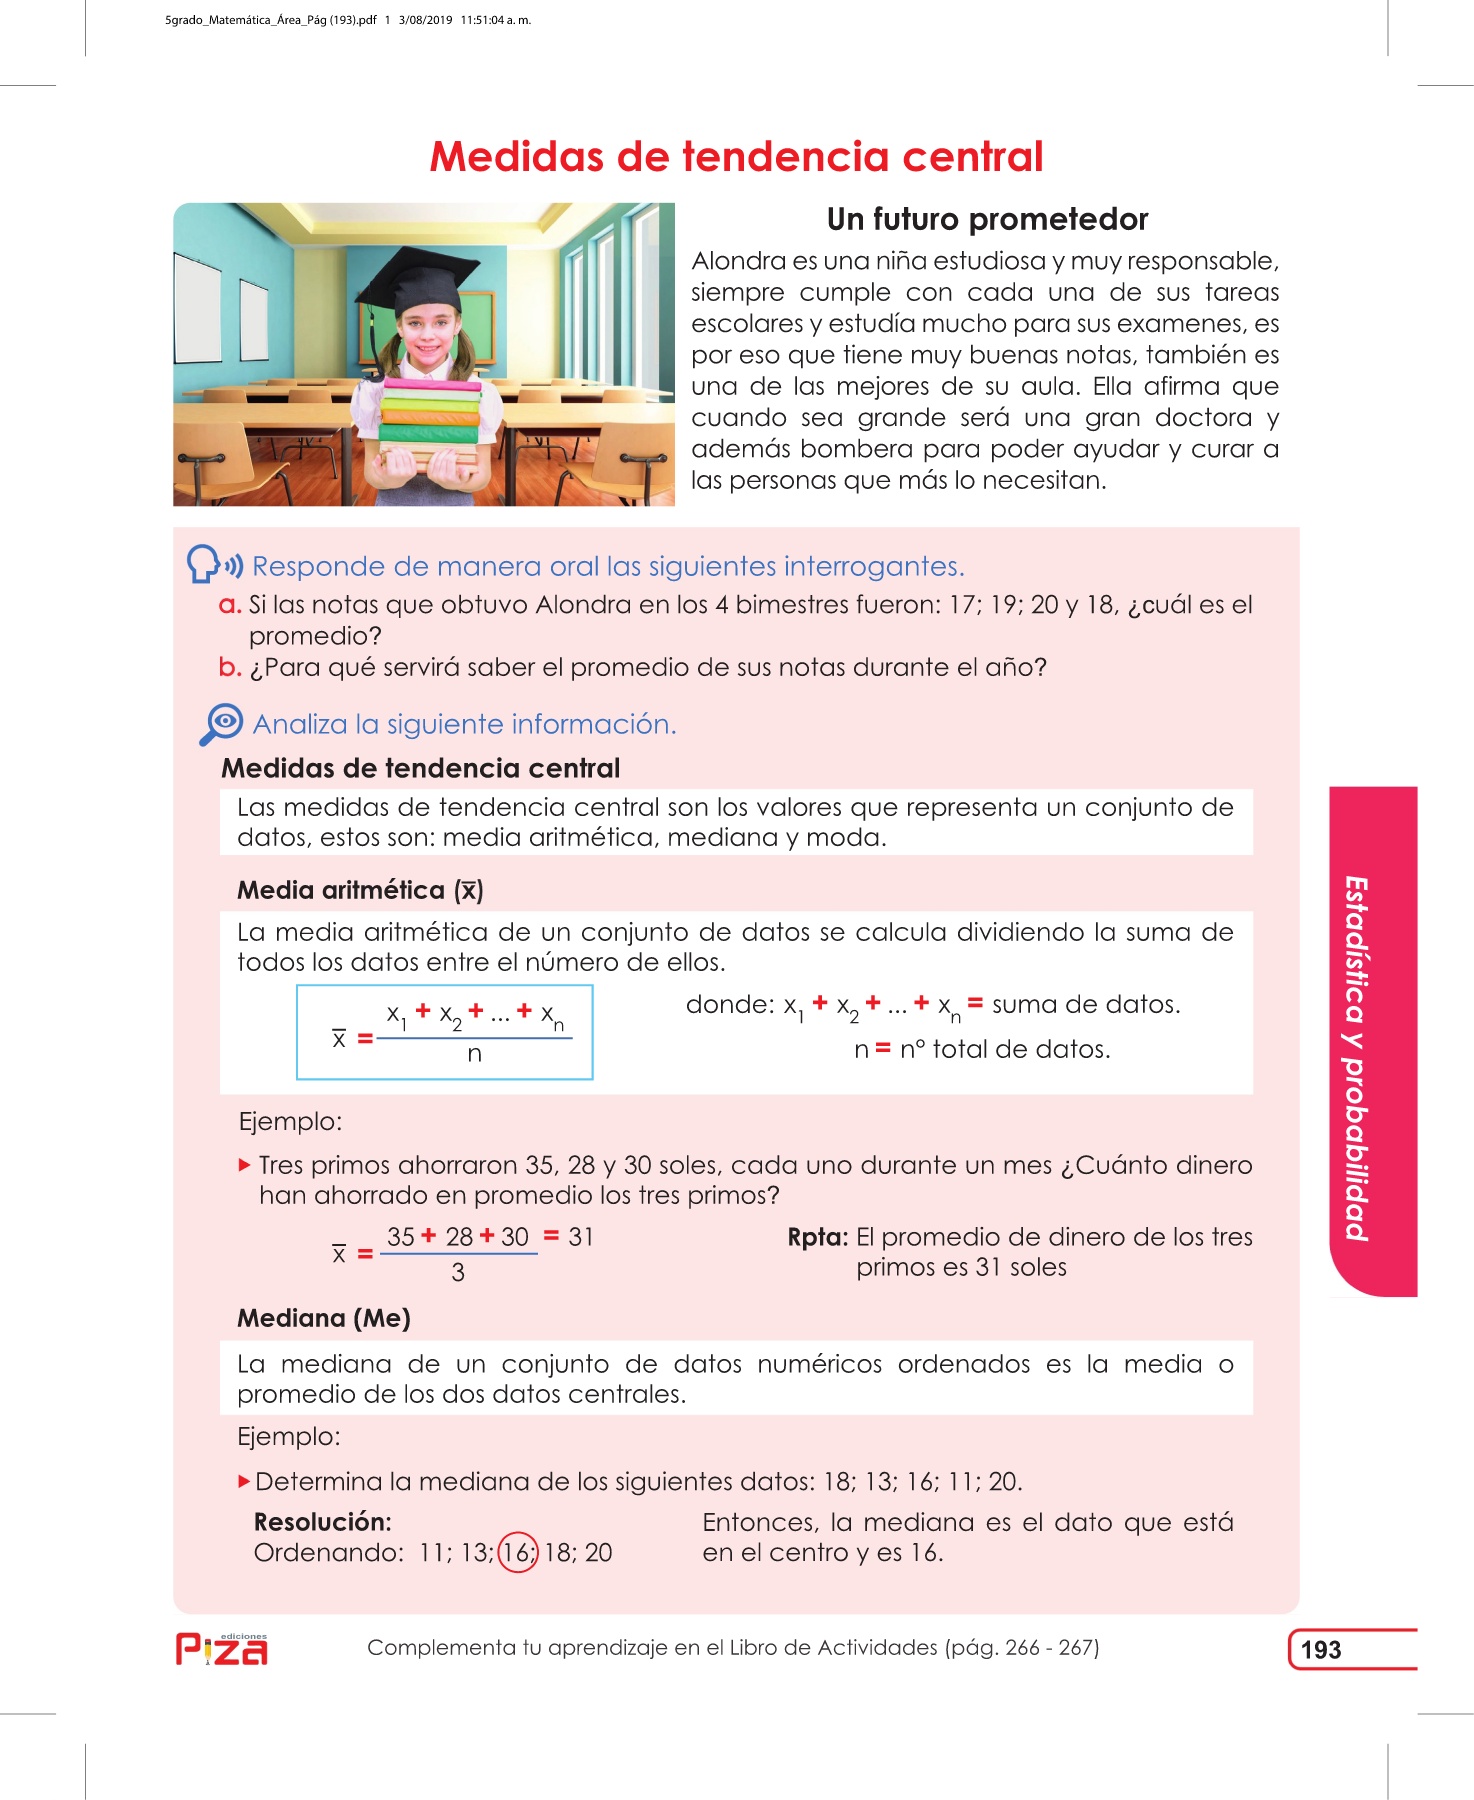 5grado_Matemática_Área_Pág (193).pdf 1 3/08/2019 11:51:04 a. m.
Medidas de tendencia central
Un futuro prometedor
Alondra es una niña estudiosa y muy responsable,
siempre cumple con cada una de sus tareas
escolares y estudía mucho para sus examenes, es
por eso que tiene muy buenas notas, también es
una de las mejores de su aula. Ella afirma que
cuando sea grande será una gran doctora y
además bombera para poder ayudar y curar a
las personas que más lo necesitan.
Responde de manera oral las siguientes interrogantes.
a. Si las notas que obtuvo Alondra en los 4 bimestres fueron: 17; 19; 20 y 18, ¿cuál es el
promedio?
b. ¿Para qué servirá saber el promedio de sus notas durante el año?
Analiza la siguiente información.
Medidas de tendencia central
Las medidas de tendencia central son los valores que representa un conjunto de
datos, estos son: media aritmética, mediana y moda.
Media aritmética (x̅)
La media aritmética de un conjunto de datos se calcula dividiendo la suma de
todos los datos entre el número de ellos.
x̅ = (x₁ + x₂ + ... + xₙ) / n
donde: x₁ + x₂ + ... + xₙ = suma de datos.
n = n° total de datos.
Ejemplo:
Tres primos ahorraron 35, 28 y 30 soles, cada uno durante un mes ¿Cuánto dinero
han ahorrado en promedio los tres primos?
x̅ = (35 + 28 + 30) / 3 = 31
Rpta: El promedio de dinero de los tres
primos es 31 soles
Mediana (Me)
La mediana de un conjunto de datos numéricos ordenados es la media o
promedio de los dos datos centrales.
Ejemplo:
Determina la mediana de los siguientes datos: 18; 13; 16; 11; 20.
Resolución:
Ordenando: 11; 13; 16; 18; 20
Entonces, la mediana es el dato que está
en el centro y es 16.
Estadística y probabilidad
ediciones
Piza
Complementa tu aprendizaje en el Libro de Actividades (pág. 266 - 267)
193